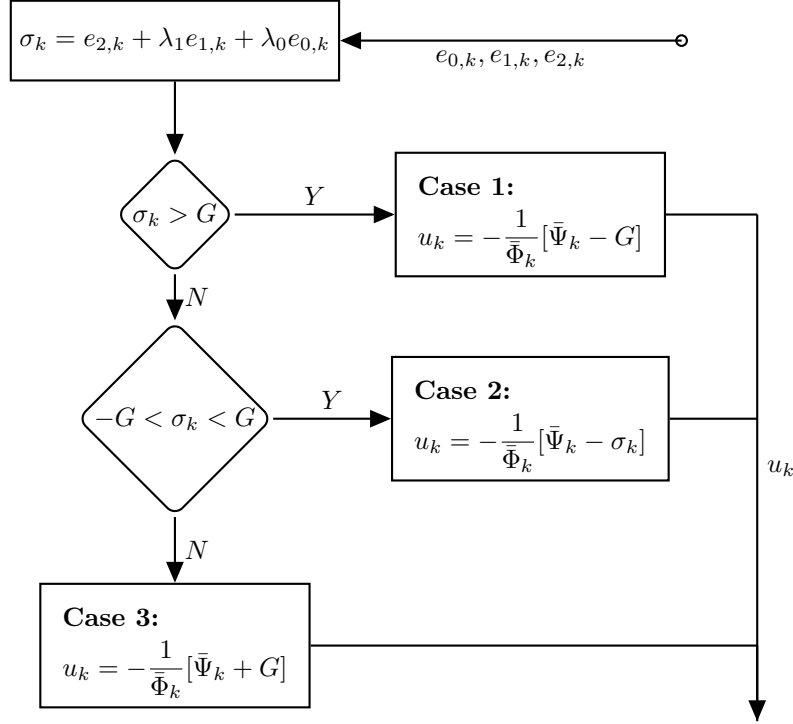 σ_k = e_{2,k} + λ_1 e_{1,k} + λ_0 e_{0,k}
e_{0,k}, e_{1,k}, e_{2,k}
σ_k > G
Y
Case 1:
u_k = -\frac{1}{\bar{Φ}_k}[\bar{Ψ}_k - G]
N
-G < σ_k < G
Y
Case 2:
u_k = -\frac{1}{\bar{Φ}_k}[\bar{Ψ}_k - σ_k]
u_k
N
Case 3:
u_k = -\frac{1}{\bar{Φ}_k}[\bar{Ψ}_k + G]